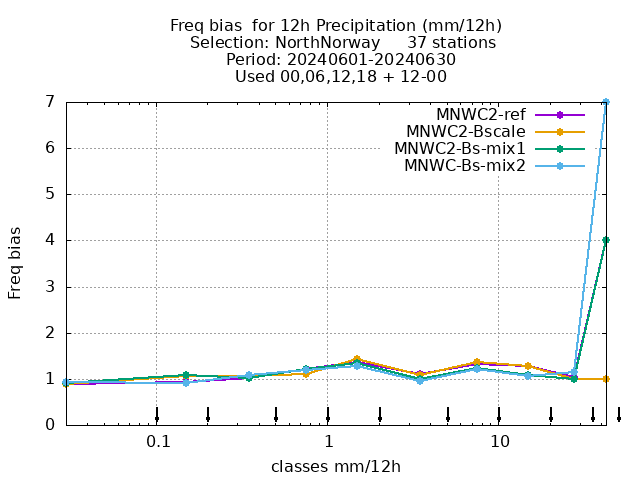 Freq bias  for 12h Precipitation (mm/12h)
Selection: NorthNorway     37 stations
Period: 20240601-20240630
Used 00,06,12,18 + 12-00
MNWC2-ref
MNWC2-Bscale
MNWC2-Bs-mix1
MNWC-Bs-mix2
Freq bias
7
6
5
4
3
2
1
0
0.1 1 10
classes mm/12h